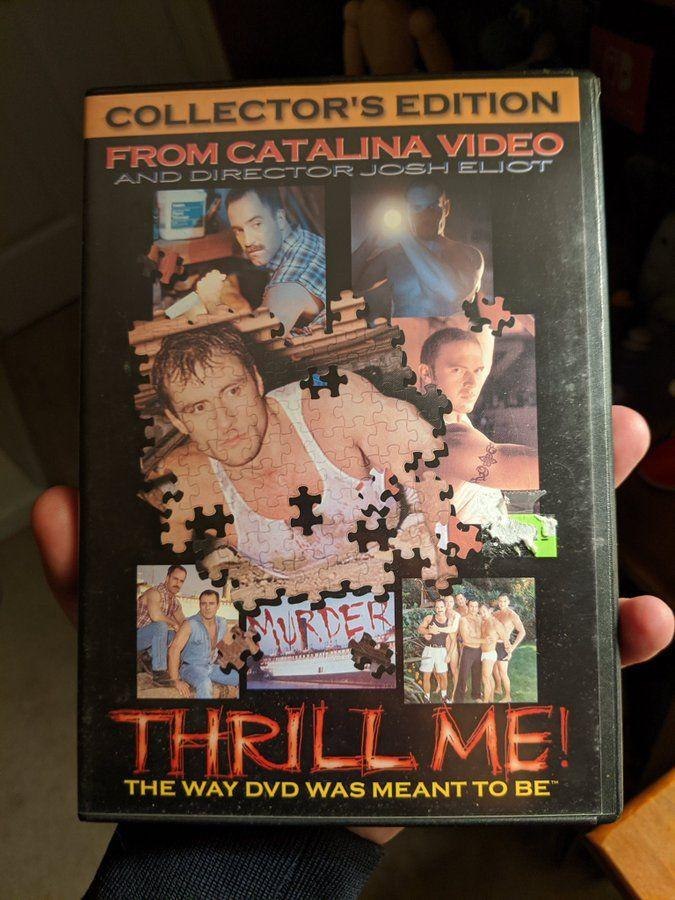 COLLECTOR'S EDITION
FROM CATALINA VIDEO
AND DIRECTOR JOSH ELIOT
MURDER
THRILL ME!
THE WAY DVD WAS MEANT TO BE™